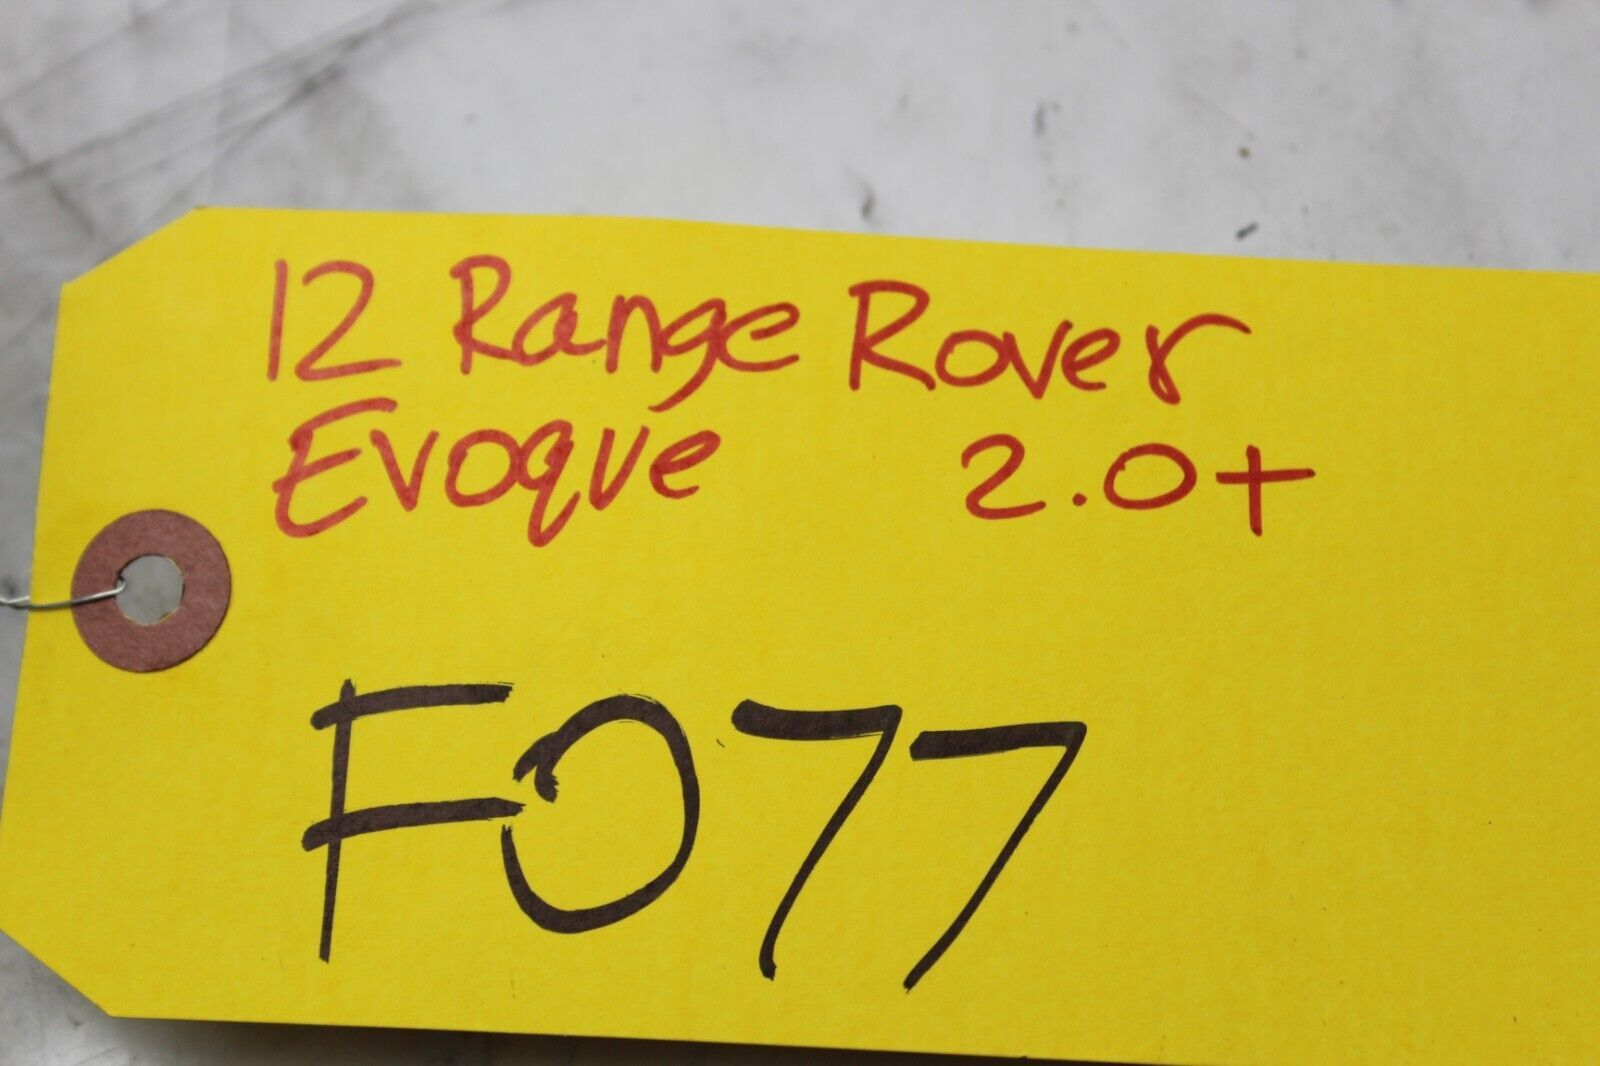 12 Range Rover
Evoque 2.0+
F077